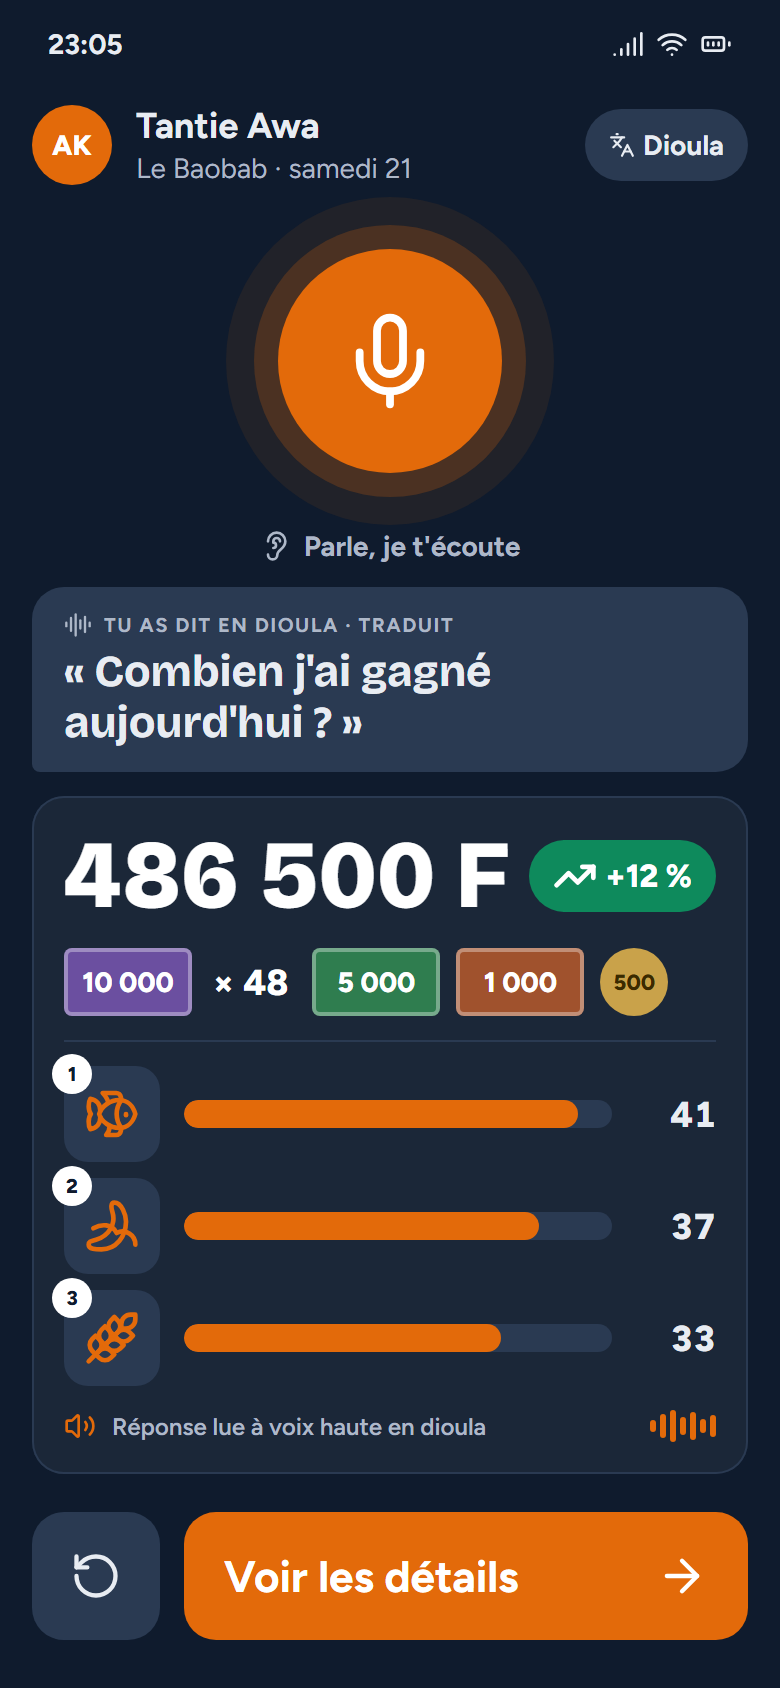 23:05
AK
Tantie Awa
Le Baobab · samedi 21
Dioula
Parle, je t'écoute
TU AS DIT EN DIOULA · TRADUIT
« Combien j'ai gagné
aujourd'hui ? »
486 500 F
+12 %
10 000 × 48 5 000 1 000 500
1
41
2
37
3
33
Réponse lue à voix haute en dioula
Voir les détails